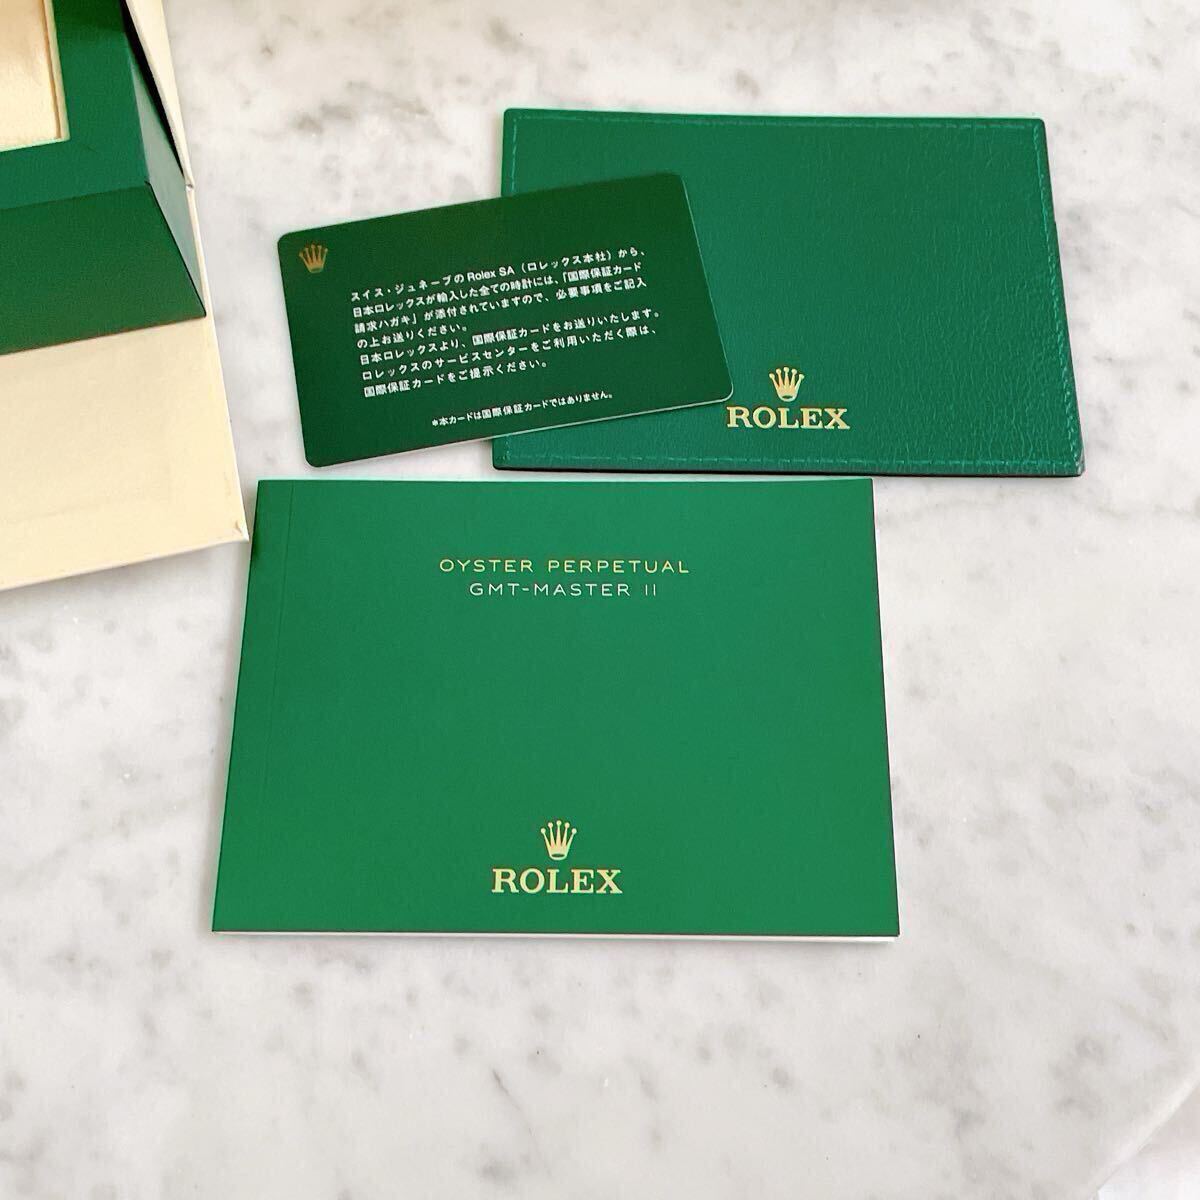 スイス・ジュネーブのRolex SA（ロレックス本社）から、
日本ロレックスが輸入した全ての時計には、「国際保証カード
請求ハガキ」が添付されていますので、必要事項をご記入
の上お送りください。
日本ロレックスより、国際保証カードをお送りいたします。
ロレックスのサービスセンターをご利用いただく際は、
国際保証カードをご提示ください。
*本カードは国際保証カードではありません。
ROLEX
OYSTER PERPETUAL
GMT-MASTER II
ROLEX